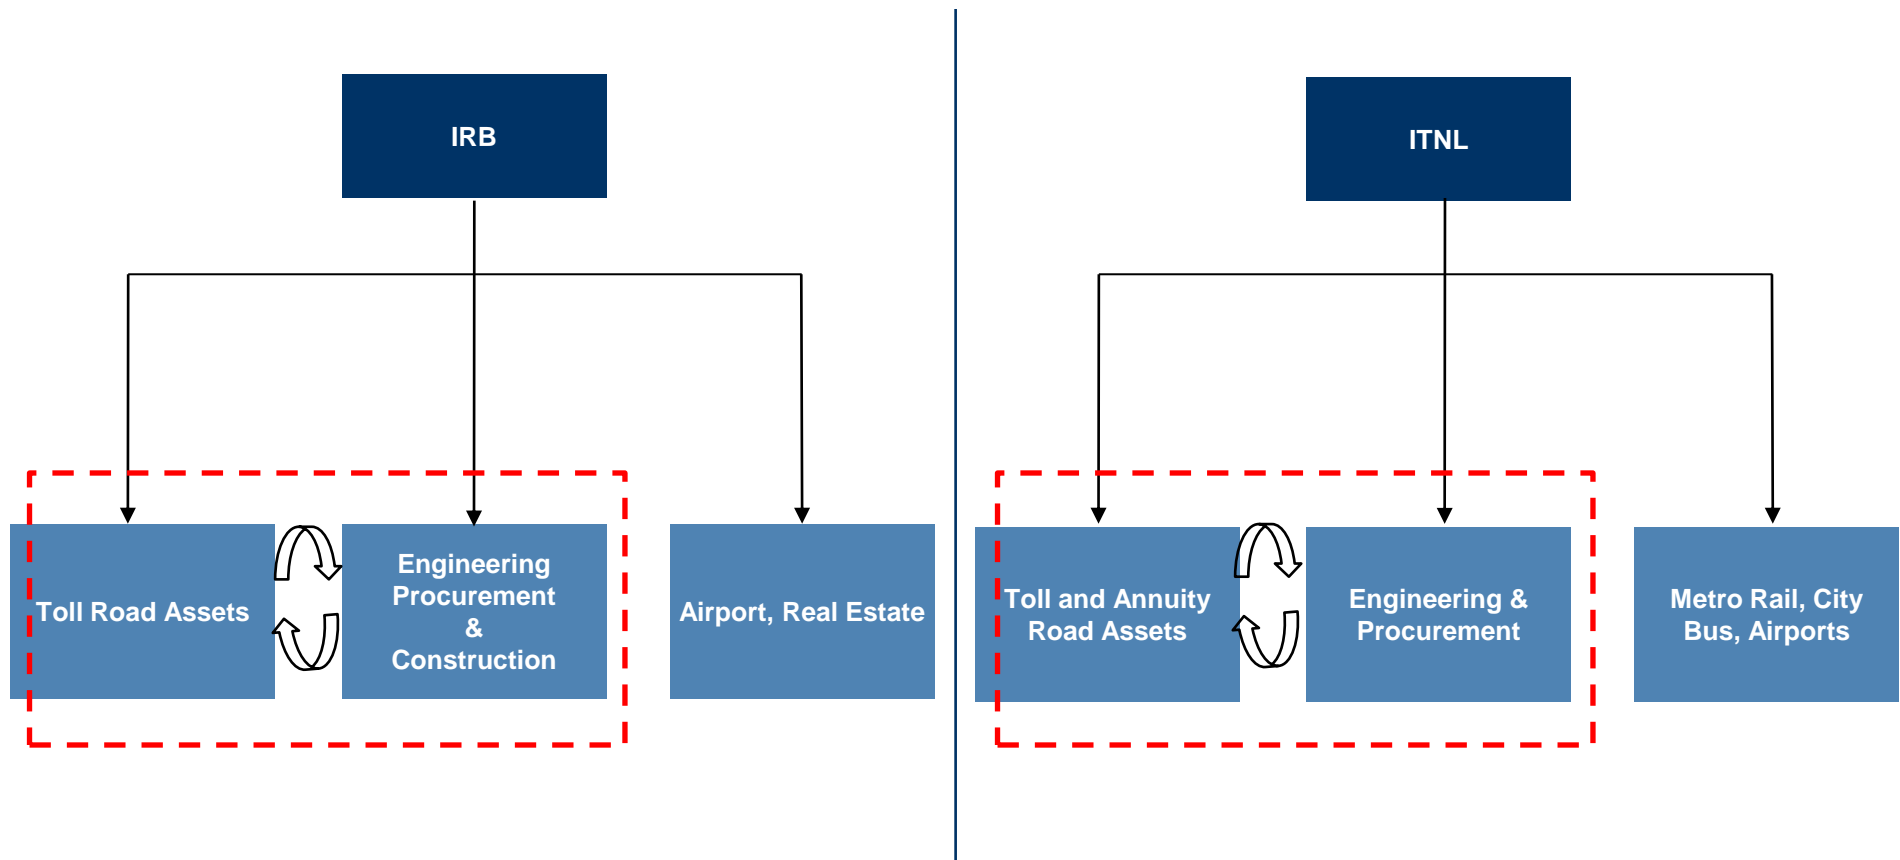 IRB
Toll Road Assets
Engineering
Procurement
&
Construction
Airport, Real Estate
ITNL
Toll and Annuity
Road Assets
Engineering &
Procurement
Metro Rail, City
Bus, Airports